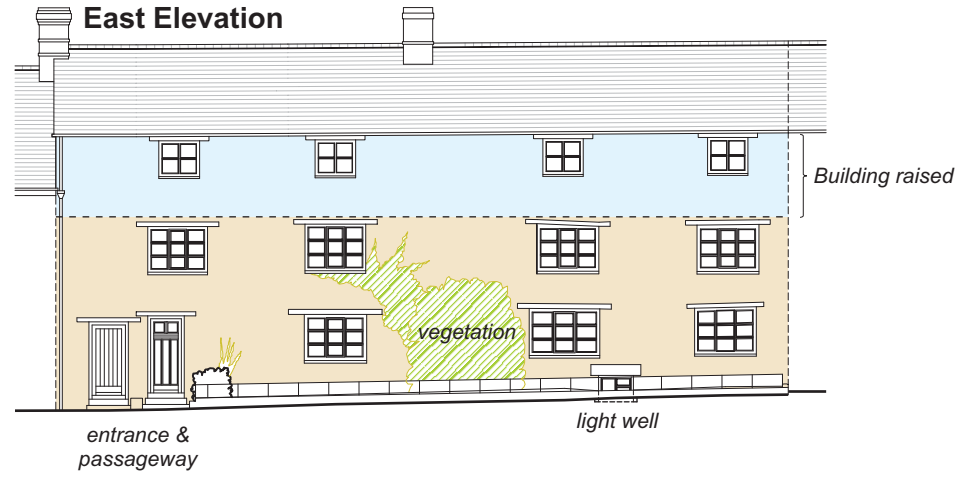 East Elevation
Building raised
vegetation
light well
entrance &
passageway